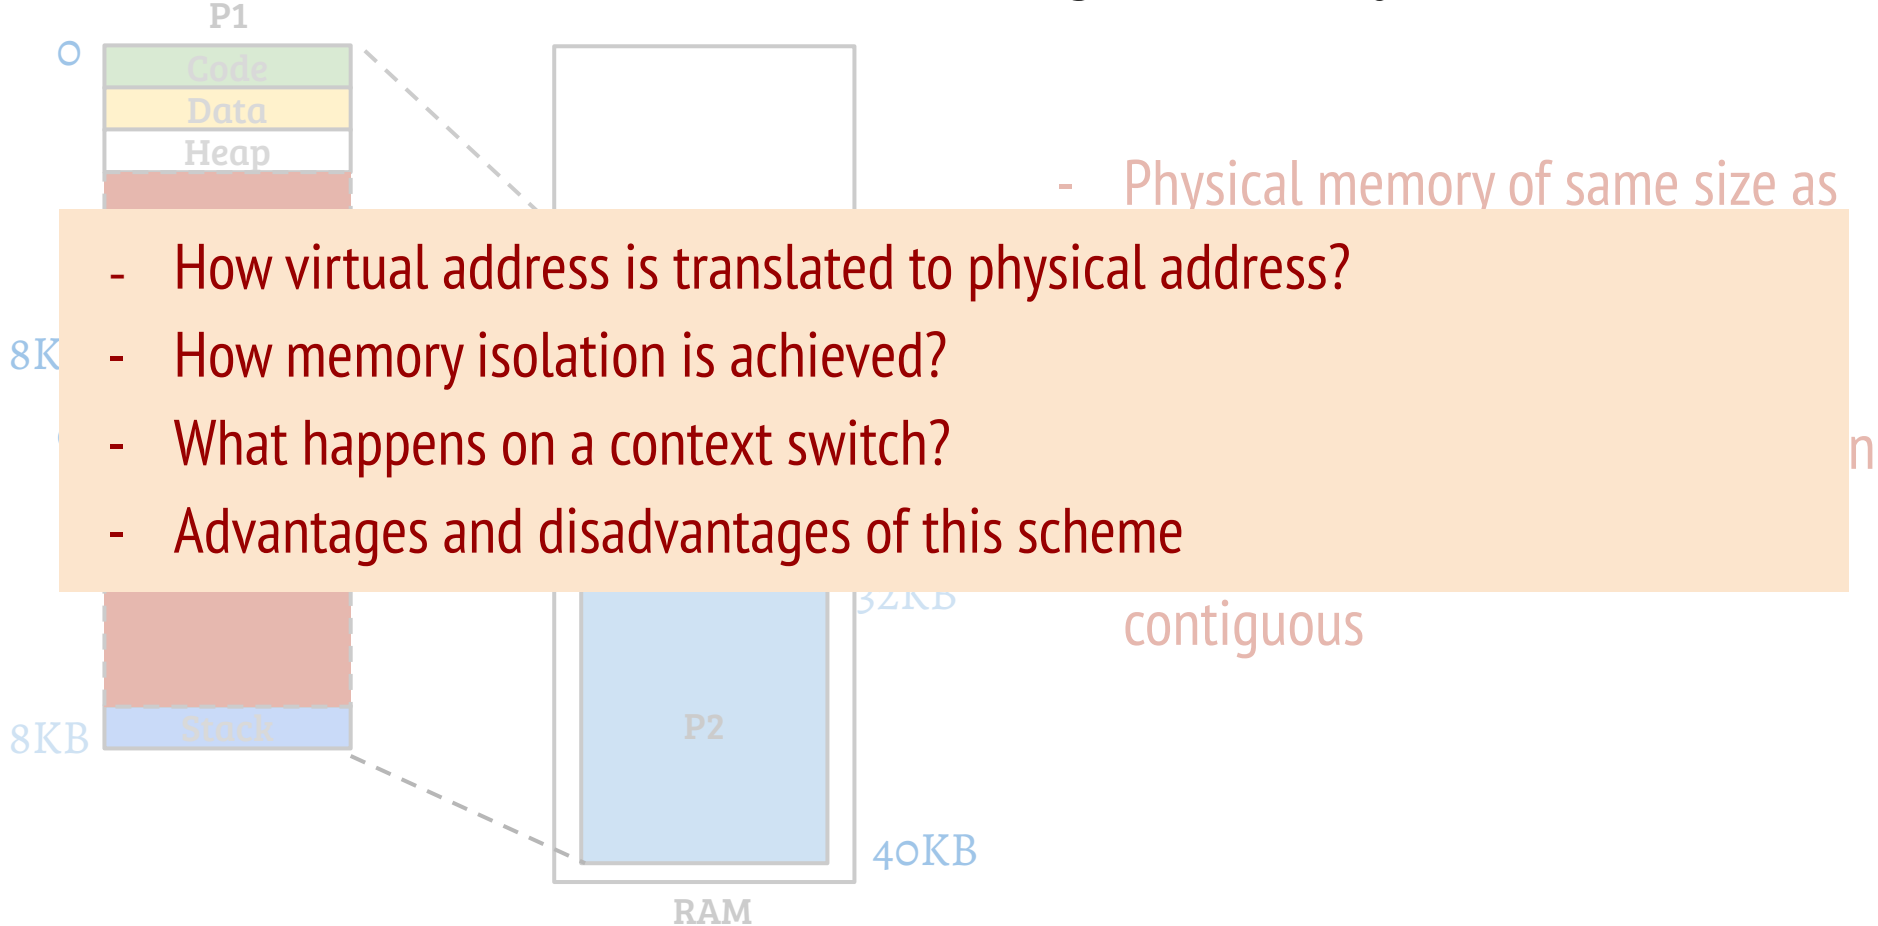 P1
0
Code
Data
Heap
- Physical memory of same size as
- How virtual address is translated to physical address?
8K
- How memory isolation is achieved?
- What happens on a context switch?
n
- Advantages and disadvantages of this scheme
32KB
contiguous
Stack
8KB
P2
40KB
RAM